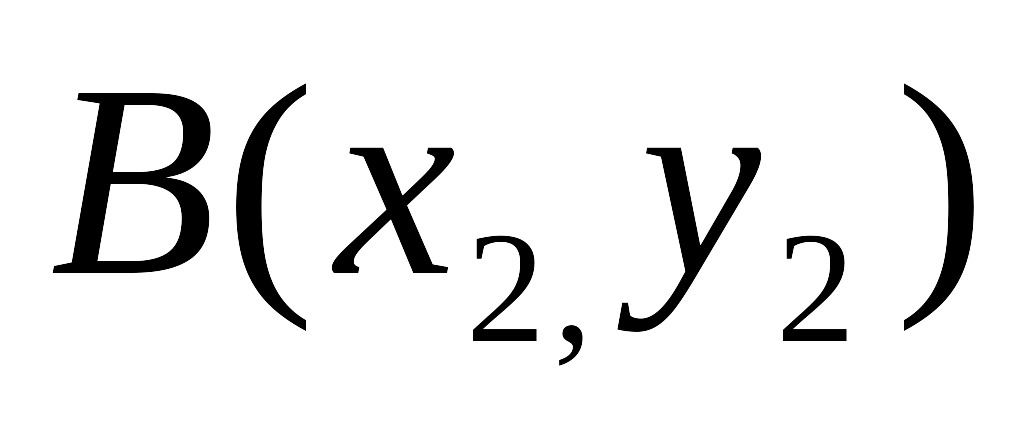 B(x₂, y₂)